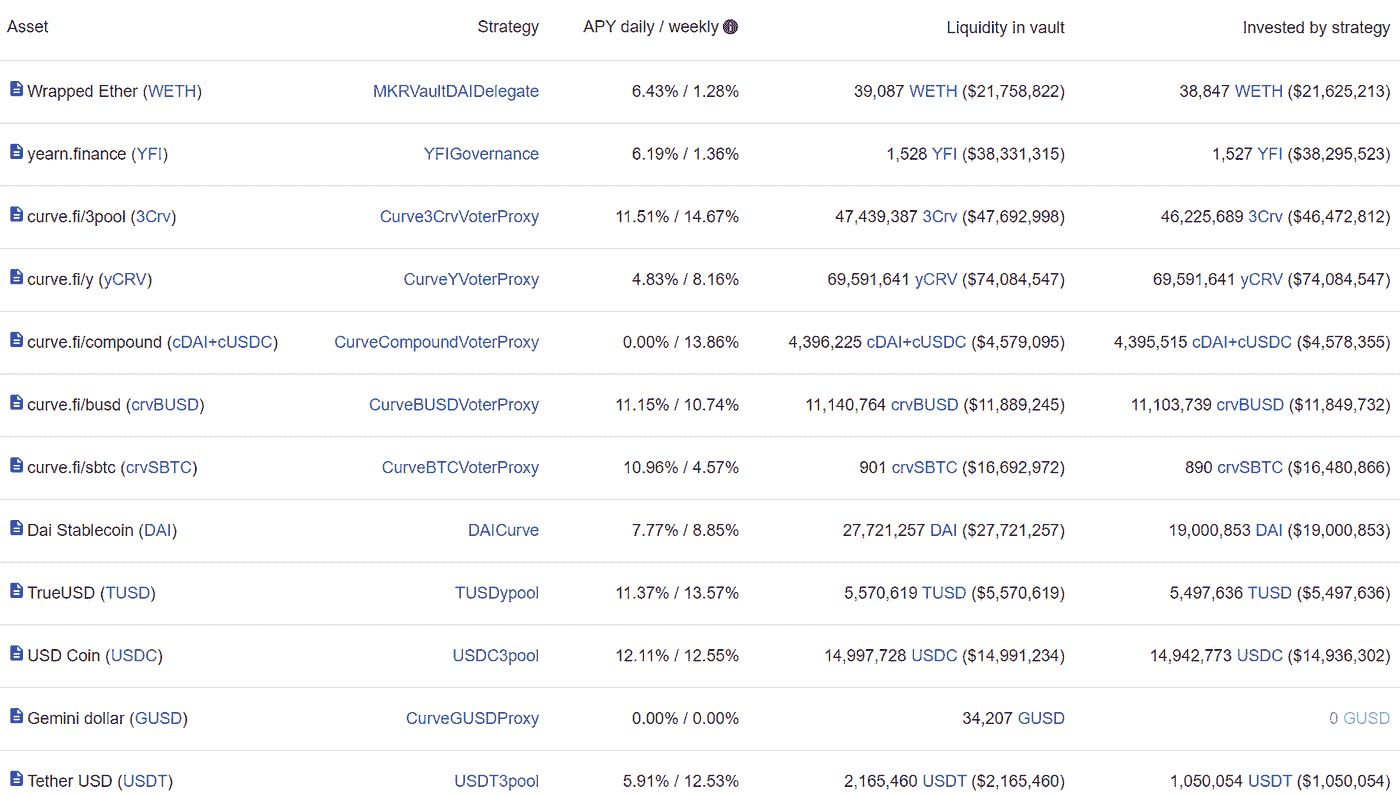 Asset Strategy APY daily / weekly Liquidity in vault Invested by strategy
Wrapped Ether (WETH) MKRVaultDAIDelegate 6.43% / 1.28% 39,087 WETH ($21,758,822) 38,847 WETH ($21,625,213)
yearn.finance (YFI) YFIGovernance 6.19% / 1.36% 1,528 YFI ($38,331,315) 1,527 YFI ($38,295,523)
curve.fi/3pool (3Crv) Curve3CrvVoterProxy 11.51% / 14.67% 47,439,387 3Crv ($47,692,998) 46,225,689 3Crv ($46,472,812)
curve.fi/y (yCRV) CurveYVoterProxy 4.83% / 8.16% 69,591,641 yCRV ($74,084,547) 69,591,641 yCRV ($74,084,547)
curve.fi/compound (cDAI+cUSDC) CurveCompoundVoterProxy 0.00% / 13.86% 4,396,225 cDAI+cUSDC ($4,579,095) 4,395,515 cDAI+cUSDC ($4,578,355)
curve.fi/busd (crvBUSD) CurveBUSDVoterProxy 11.15% / 10.74% 11,140,764 crvBUSD ($11,889,245) 11,103,739 crvBUSD ($11,849,732)
curve.fi/sbtc (crvSBTC) CurveBTCVoterProxy 10.96% / 4.57% 901 crvSBTC ($16,692,972) 890 crvSBTC ($16,480,866)
Dai Stablecoin (DAI) DAICurve 7.77% / 8.85% 27,721,257 DAI ($27,721,257) 19,000,853 DAI ($19,000,853)
TrueUSD (TUSD) TUSDypool 11.37% / 13.57% 5,570,619 TUSD ($5,570,619) 5,497,636 TUSD ($5,497,636)
USD Coin (USDC) USDC3pool 12.11% / 12.55% 14,997,728 USDC ($14,991,234) 14,942,773 USDC ($14,936,302)
Gemini dollar (GUSD) CurveGUSDProxy 0.00% / 0.00% 34,207 GUSD 0 GUSD
Tether USD (USDT) USDT3pool 5.91% / 12.53% 2,165,460 USDT ($2,165,460) 1,050,054 USDT ($1,050,054)